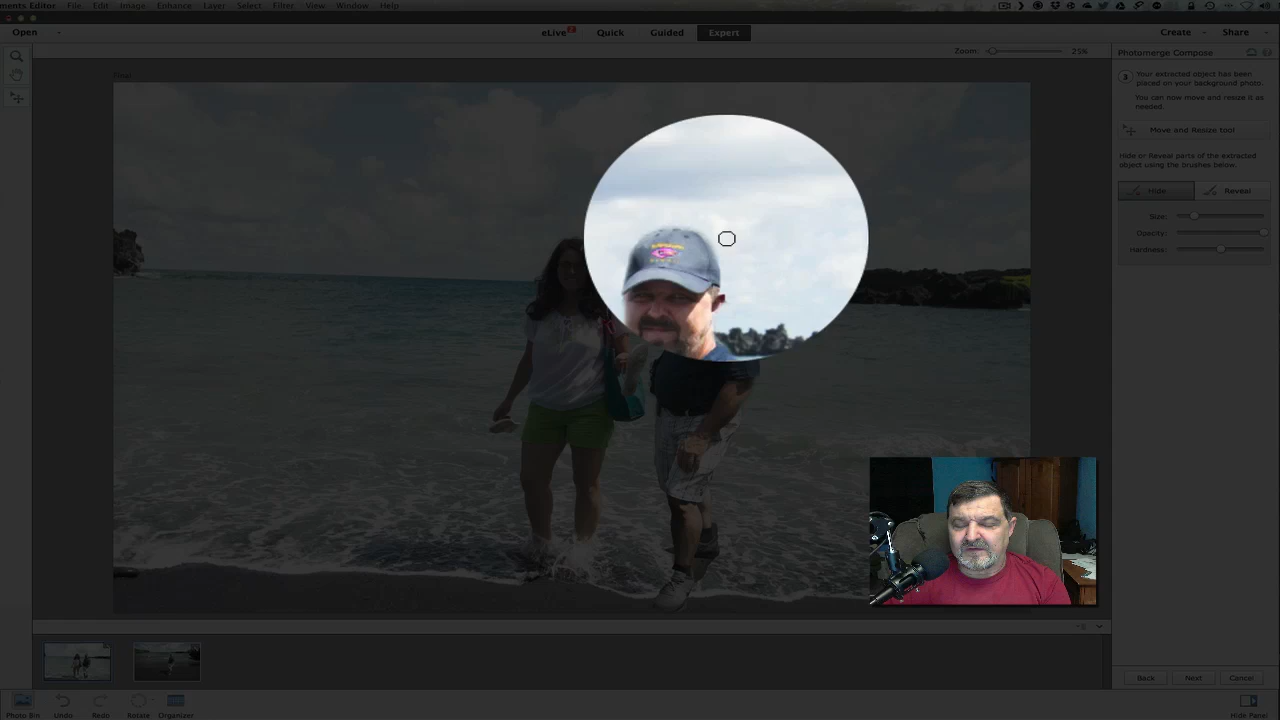 ments Editor File Edit Image Enhance Layer Select Filter View Window Help
Open eLive Quick Guided Expert Create Share
Zoom: 25%
Final
Photomerge Compose
3 Your extracted object has been
placed on your background photo.
You can now move and resize it as
needed.
Move and Resize tool
Hide or Reveal parts of the extracted
object using the brushes below.
Hide Reveal
Size:
Opacity:
Hardness:
Back Next Cancel
Photo Bin Undo Redo Rotate Organizer Hide Panel